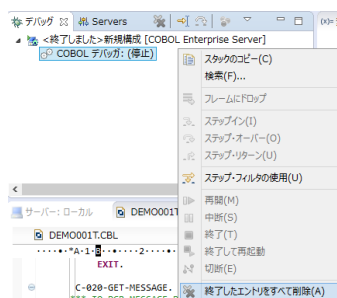 デバッグ Servers (x)=
<終了しました>新規構成 [COBOL Enterprise Server]
COBOL デバッガ: (停止)
スタックのコピー(C)
検索(F)...
フレームにドロップ
ステップイン(I)
ステップ・オーバー(O)
ステップ・リターン(U)
ステップ・フィルタの使用(U)
再開(M)
中断(S)
終了(T)
終了して再起動
切断(E)
終了したエントリをすべて削除(A)
サーバー: ローカル DEMO001T
DEMO001T.CBL
*A·1·B··
EXIT.
C-020-GET-MESSAGE.